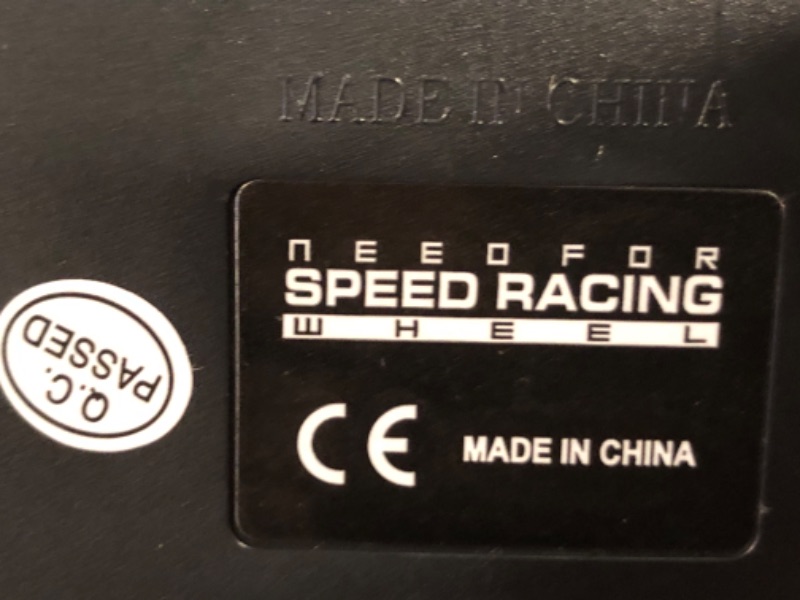 MADE IN CHINA
NEED FOR
SPEED RACING
WHEEL
CE MADE IN CHINA
Q.C.
PASSED